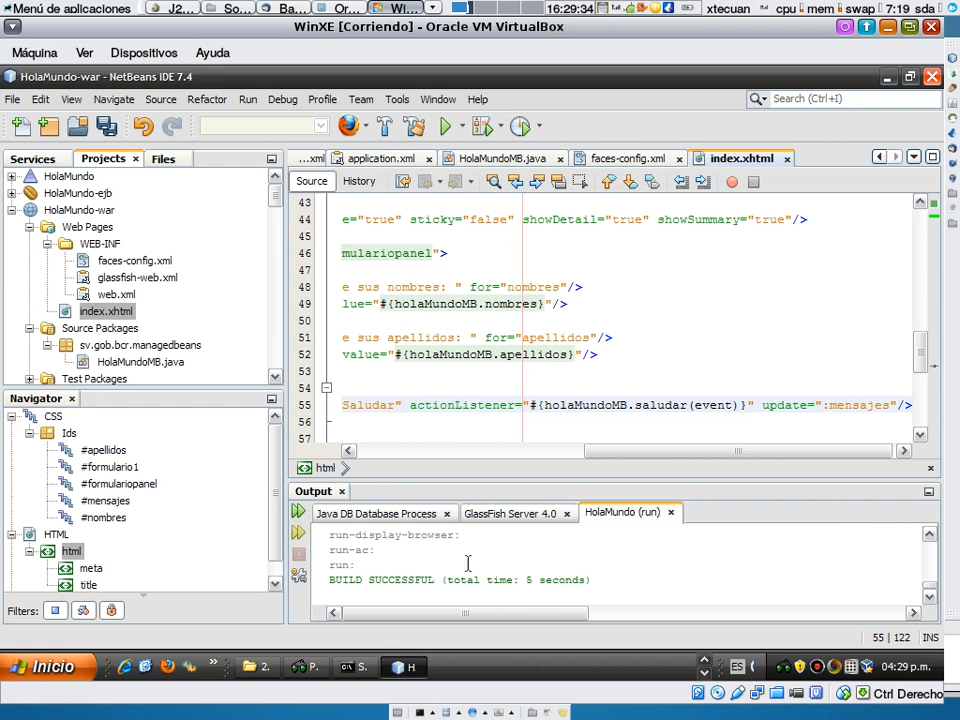 Menú de aplicaciones
J2...
So...
Ba...
Or...
Wi...
16:29:34
xtecuan
cpu
mem
swap
7:19
sda
WinXE [Corriendo] - Oracle VM VirtualBox
Máquina Ver Dispositivos Ayuda
HolaMundo-war - NetBeans IDE 7.4
File Edit View Navigate Source Refactor Run Debug Profile Team Tools Window Help
Search (Ctrl+I)
Services Projects Files
...xml application.xml HolaMundoMB.java faces-config.xml index.xhtml
Source History
HolaMundo
HolaMundo-ejb
HolaMundo-war
Web Pages
WEB-INF
faces-config.xml
glassfish-web.xml
web.xml
index.xhtml
Source Packages
sv.gob.bcr.managedbeans
HolaMundoMB.java
Test Packages
43
44 e="true" sticky="false" showDetail="true" showSummary="true"/>
45
46 mulariopanel">
47
48 e sus nombres: " for="nombres"/>
49 lue="#{holaMundoMB.nombres}"/>
50
51 e sus apellidos: " for="apellidos"/>
52 value="#{holaMundoMB.apellidos}"/>
53
54
55 Saludar" actionListener="#{holaMundoMB.saludar(event)}" update=":mensajes"/>
56
57
html
Navigator
CSS
Ids
#apellidos
#formulario1
#formulariopanel
#mensajes
#nombres
HTML
html
meta
title
Filters:
Output
Java DB Database Process GlassFish Server 4.0 HolaMundo (run)
run-display-browser:
run-ac:
run:
BUILD SUCCESSFUL (total time: 5 seconds)
55 | 122 INS
Inicio
»
2.
P.
S.
H
ES
04:29 p.m.
Ctrl Derecho